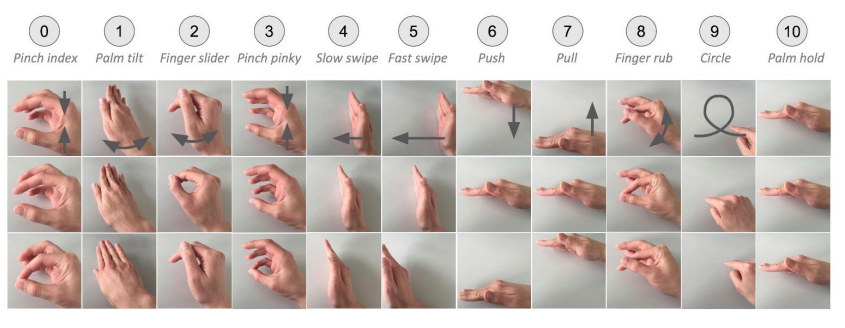 0 1 2 3 4 5 6 7 8 9 10
Pinch index Palm tilt Finger slider Pinch pinky Slow swipe Fast swipe Push Pull Finger rub Circle Palm hold